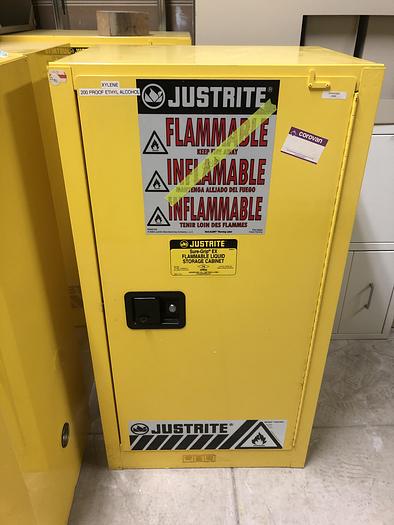 XYLENE
200 PROOF ETHYL ALCOHOL
JUSTRITE®
FLAMMABLE
KEEP FIRE AWAY
INFLAMABLE
MANTENGA ALEJADO DEL FUEGO
INFLAMMABLE
TENIR LOIN DES FLAMMES
corovan
JUSTRITE
Sure-Grip® EX
FLAMMABLE LIQUID
STORAGE CABINET
JUSTRITE®